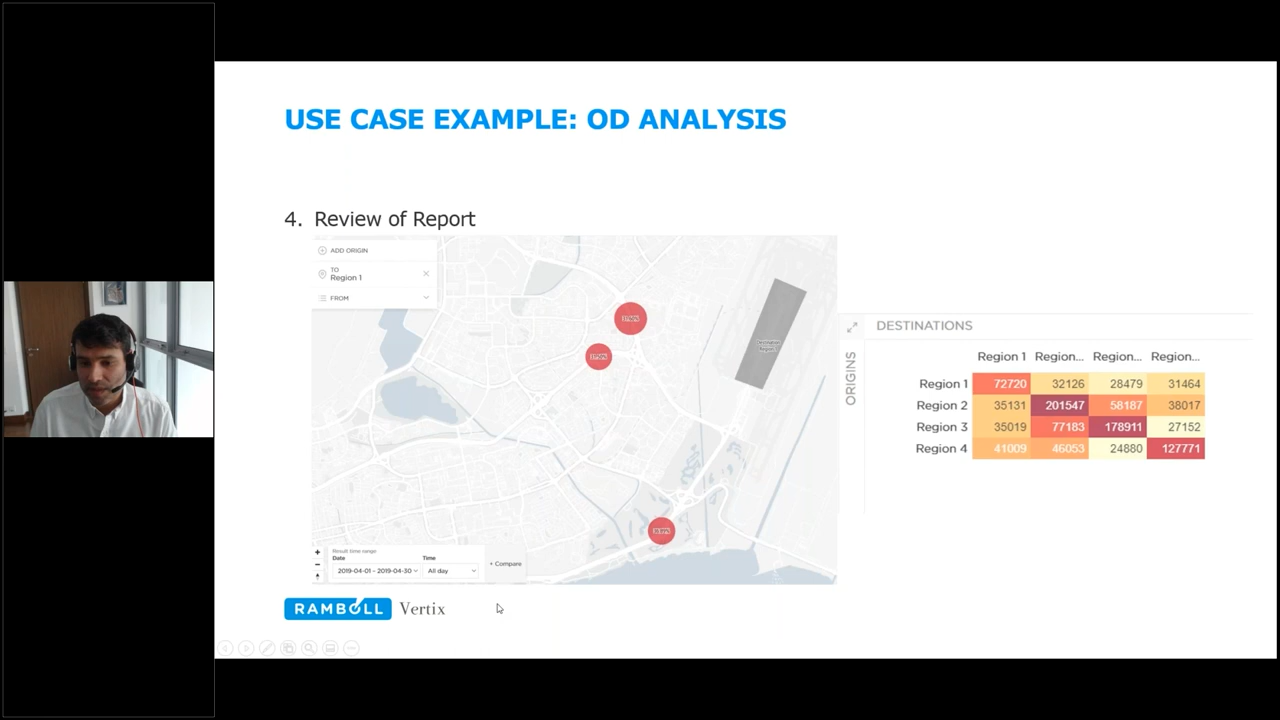 USE CASE EXAMPLE: OD ANALYSIS
4. Review of Report
ADD ORIGIN
TO
Region 1
FROM
Result time range
Date
Time
2019-04-01 - 2019-04-30
All day
+ Compare
DESTINATIONS
ORIGINS
Region 1 Region... Region... Region...
Region 1 72720 32126 28479 31464
Region 2 35131 201547 58187 38017
Region 3 35019 77183 178911 27152
Region 4 41009 46053 24880 127771
RAMBOLL Vertix